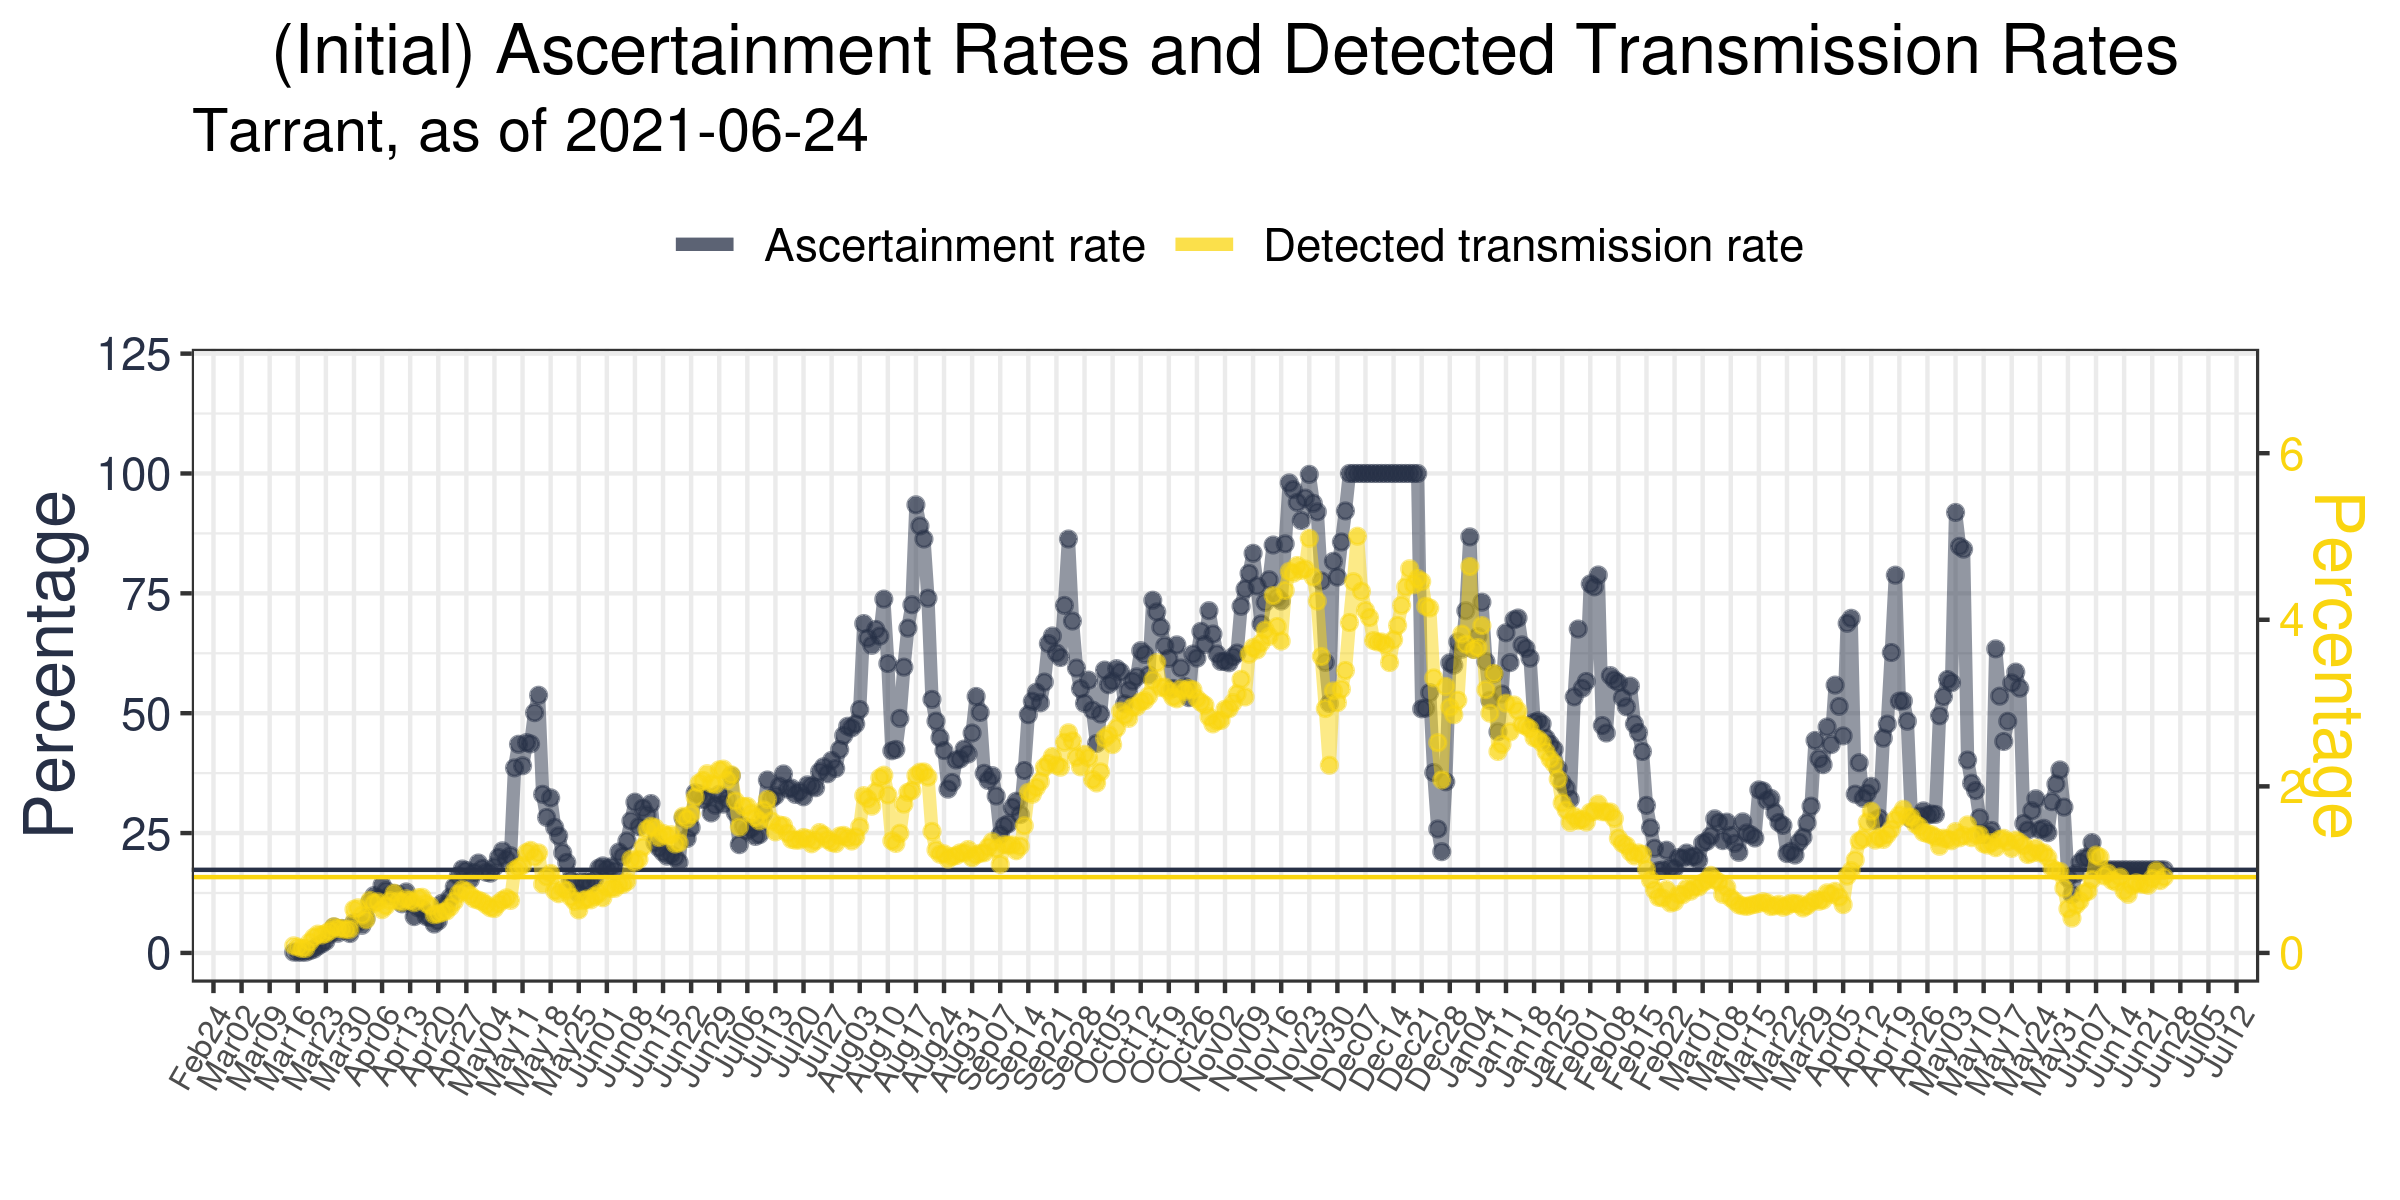 (Initial) Ascertainment Rates and Detected Transmission Rates
Tarrant, as of 2021-06-24
Ascertainment rate
Detected transmission rate
Percentage
125
100
75
50
25
0
6
4
2
0
Percentage
Feb24
Mar02
Mar09
Mar16
Mar23
Mar30
Apr06
Apr13
Apr20
Apr27
May04
May11
May18
May25
Jun01
Jun08
Jun15
Jun22
Jun29
Jul06
Jul13
Jul20
Jul27
Aug03
Aug10
Aug17
Aug24
Aug31
Sep07
Sep14
Sep21
Sep28
Oct05
Oct12
Oct19
Oct26
Nov02
Nov09
Nov16
Nov23
Nov30
Dec07
Dec14
Dec21
Dec28
Jan04
Jan11
Jan18
Jan25
Feb01
Feb08
Feb15
Feb22
Mar01
Mar08
Mar15
Mar22
Mar29
Apr05
Apr12
Apr19
Apr26
May03
May10
May17
May24
May31
Jun07
Jun14
Jun21
Jun28
Jul05
Jul12